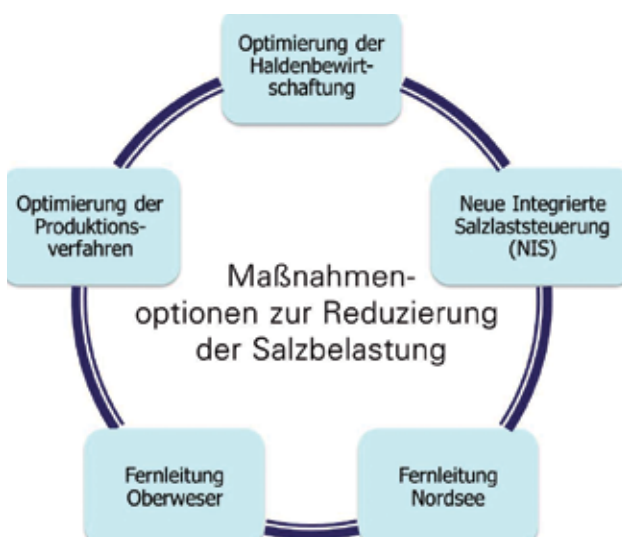 Optimierung der
Haldenbewirt-
schaftung
Optimierung der
Produktions-
verfahren
Neue Integrierte
Salzlaststeuerung
(NIS)
Maßnahmen-
optionen zur Reduzierung
der Salzbelastung
Fernleitung
Oberweser
Fernleitung
Nordsee